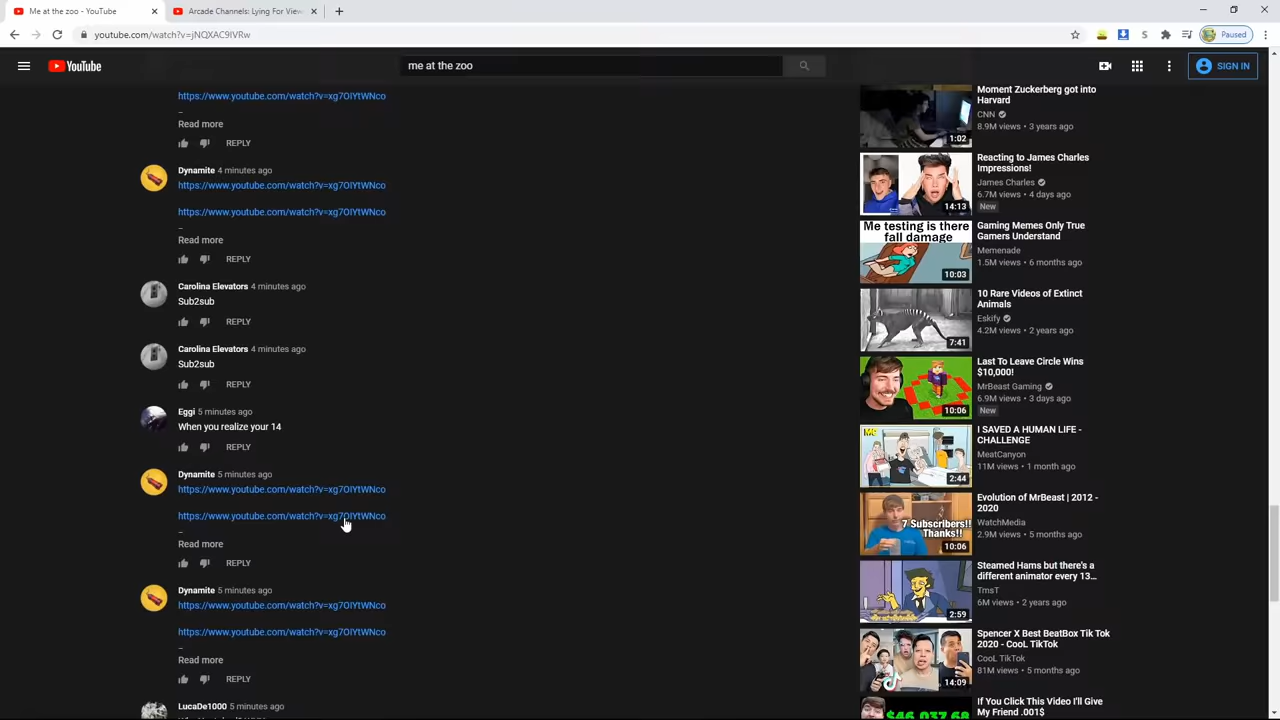 Me at the zoo - YouTube
Arcade Channels: Lying For View
youtube.com/watch?v=jNQXAC9IVRw
Paused
YouTube
me at the zoo
SIGN IN
https://www.youtube.com/watch?v=xg7OIYtWNco
–
Read more
REPLY
Dynamite 4 minutes ago
https://www.youtube.com/watch?v=xg7OIYtWNco
https://www.youtube.com/watch?v=xg7OIYtWNco
–
Read more
REPLY
Carolina Elevators 4 minutes ago
Sub2sub
REPLY
Carolina Elevators 4 minutes ago
Sub2sub
REPLY
Eggi 5 minutes ago
When you realize your 14
REPLY
Dynamite 5 minutes ago
https://www.youtube.com/watch?v=xg7OIYtWNco
https://www.youtube.com/watch?v=xg7OIYtWNco
–
Read more
REPLY
Dynamite 5 minutes ago
https://www.youtube.com/watch?v=xg7OIYtWNco
https://www.youtube.com/watch?v=xg7OIYtWNco
–
Read more
REPLY
LucaDe1000 5 minutes ago
Moment Zuckerberg got into
Harvard
CNN
8.9M views • 3 years ago
1:02
Reacting to James Charles
Impressions!
James Charles
6.7M views • 4 days ago
New
14:13
Me testing is there
fall damage
10:03
Gaming Memes Only True
Gamers Understand
Memenade
1.5M views • 6 months ago
10 Rare Videos of Extinct
Animals
Eskify
4.2M views • 2 years ago
7:41
Last To Leave Circle Wins
$10,000!
MrBeast Gaming
6.9M views • 3 days ago
New
10:06
I SAVED A HUMAN LIFE -
CHALLENGE
MeatCanyon
11M views • 1 month ago
2:44
7 Subscribers!!
Thanks!!
10:06
Evolution of MrBeast | 2012 -
2020
WatchMedia
2.9M views • 5 months ago
Steamed Hams but there's a
different animator every 13...
TmsT
6M views • 2 years ago
2:59
Spencer X Best BeatBox Tik Tok
2020 - CooL TikTok
CooL TikTok
81M views • 5 months ago
14:09
If You Click This Video I'll Give
My Friend .001$
$46,037.68